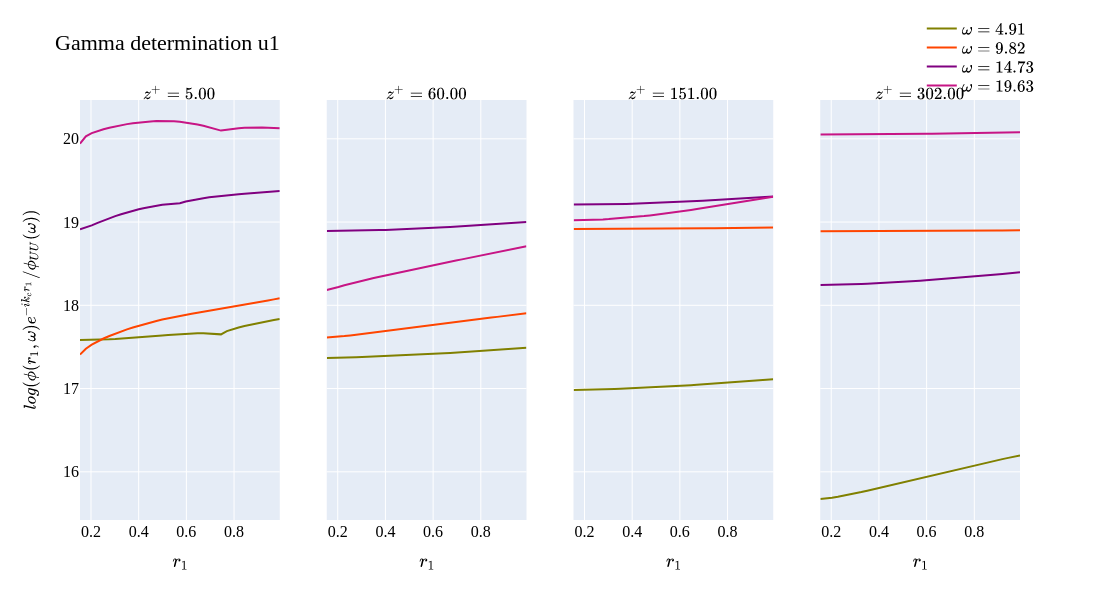 Gamma determination u1
ω = 4.91
ω = 9.82
ω = 14.73
ω = 19.63
z⁺ = 5.00
z⁺ = 60.00
z⁺ = 151.00
z⁺ = 302.00
log(ϕ(r₁, ω)e^{−ik_c r₁}/ϕ_{UU}(ω))
20
19
18
17
16
0.2 0.4 0.6 0.8
0.2 0.4 0.6 0.8
0.2 0.4 0.6 0.8
0.2 0.4 0.6 0.8
r₁
r₁
r₁
r₁